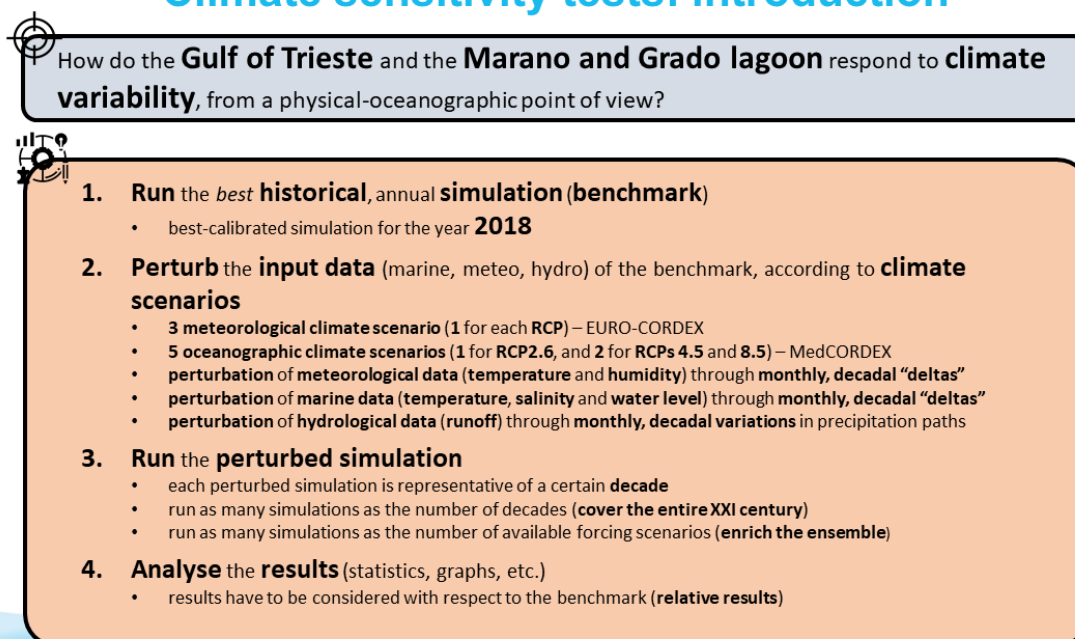 Climate sensitivity tests: Introduction
How do the Gulf of Trieste and the Marano and Grado lagoon respond to climate
variability, from a physical-oceanographic point of view?
1. Run the best historical, annual simulation (benchmark)
• best-calibrated simulation for the year 2018
2. Perturb the input data (marine, meteo, hydro) of the benchmark, according to climate
scenarios
• 3 meteorological climate scenario (1 for each RCP) – EURO-CORDEX
• 5 oceanographic climate scenarios (1 for RCP2.6, and 2 for RCPs 4.5 and 8.5) – MedCORDEX
• perturbation of meteorological data (temperature and humidity) through monthly, decadal “deltas”
• perturbation of marine data (temperature, salinity and water level) through monthly, decadal “deltas”
• perturbation of hydrological data (runoff) through monthly, decadal variations in precipitation paths
3. Run the perturbed simulation
• each perturbed simulation is representative of a certain decade
• run as many simulations as the number of decades (cover the entire XXI century)
• run as many simulations as the number of available forcing scenarios (enrich the ensemble)
4. Analyse the results (statistics, graphs, etc.)
• results have to be considered with respect to the benchmark (relative results)